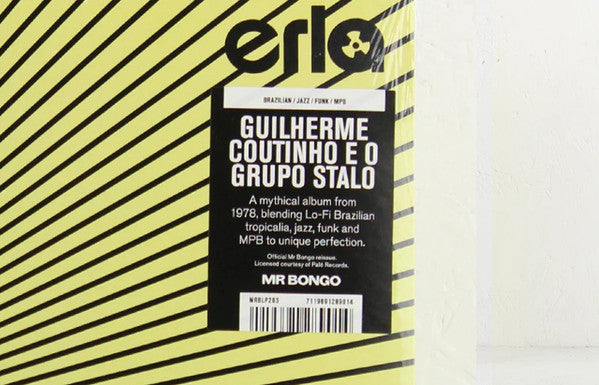 erla
BRAZILIAN / JAZZ / FUNK / MPB
GUILHERME
COUTINHO E O
GRUPO STALO
A mythical album from
1978, blending Lo-Fi Brazilian
tropicalia, jazz, funk and
MPB to unique perfection.
Official Mr Bongo reissue.
Licensed courtesy of Paló Records.
MR BONGO
MRBLP283 7119691289014